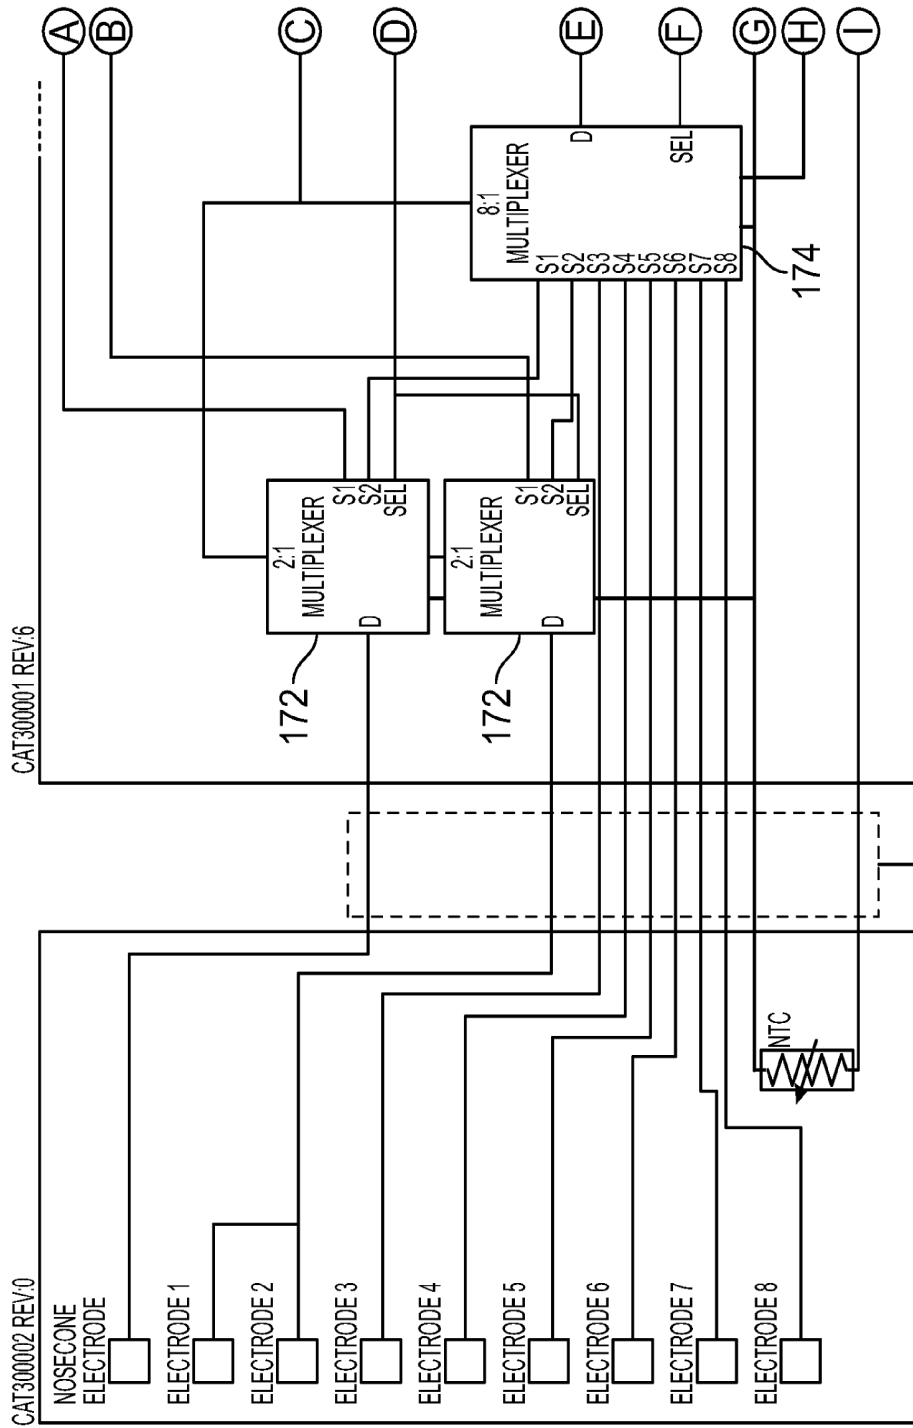 CAT300002 REV:0
NOSECONE
ELECTRODE
ELECTRODE 1
ELECTRODE 2
ELECTRODE 3
ELECTRODE 4
ELECTRODE 5
ELECTRODE 6
ELECTRODE 7
ELECTRODE 8
NTC
CAT300001 REV:6
2:1
MULTIPLEXER
D
S1
S2
SEL
172
2:1
MULTIPLEXER
D
S1
S2
SEL
172
8:1
MULTIPLEXER
S1
S2
S3
S4
S5
S6
S7
S8
D
SEL
174
A
B
C
D
E
F
G
H
I